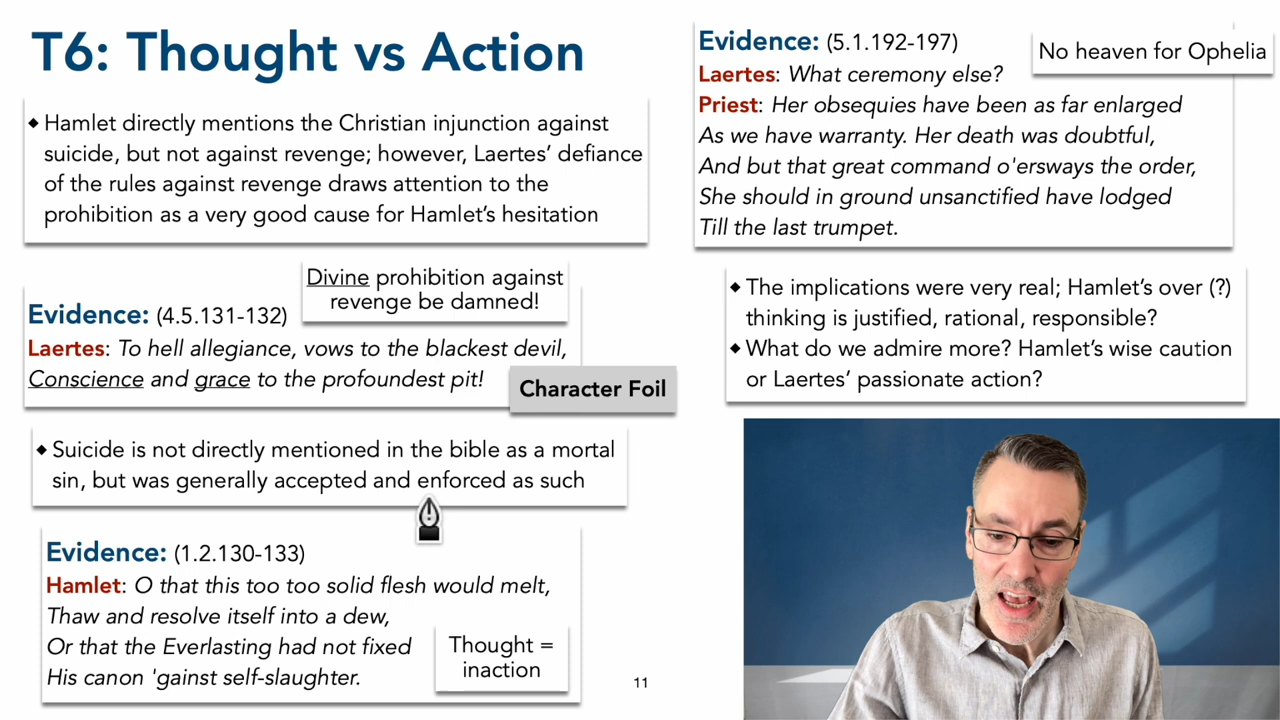 T6: Thought vs Action
◆ Hamlet directly mentions the Christian injunction against
suicide, but not against revenge; however, Laertes’ defiance
of the rules against revenge draws attention to the
prohibition as a very good cause for Hamlet’s hesitation
Divine prohibition against
revenge be damned!
Evidence: (4.5.131-132)
Laertes: To hell allegiance, vows to the blackest devil,
Conscience and grace to the profoundest pit!
Character Foil
◆ Suicide is not directly mentioned in the bible as a mortal
sin, but was generally accepted and enforced as such
Evidence: (1.2.130-133)
Hamlet: O that this too too solid flesh would melt,
Thaw and resolve itself into a dew,
Or that the Everlasting had not fixed
His canon 'gainst self-slaughter.
Thought =
inaction
11
Evidence: (5.1.192-197)
No heaven for Ophelia
Laertes: What ceremony else?
Priest: Her obsequies have been as far enlarged
As we have warranty. Her death was doubtful,
And but that great command o'ersways the order,
She should in ground unsanctified have lodged
Till the last trumpet.
◆ The implications were very real; Hamlet’s over (?)
thinking is justified, rational, responsible?
◆ What do we admire more? Hamlet’s wise caution
or Laertes’ passionate action?